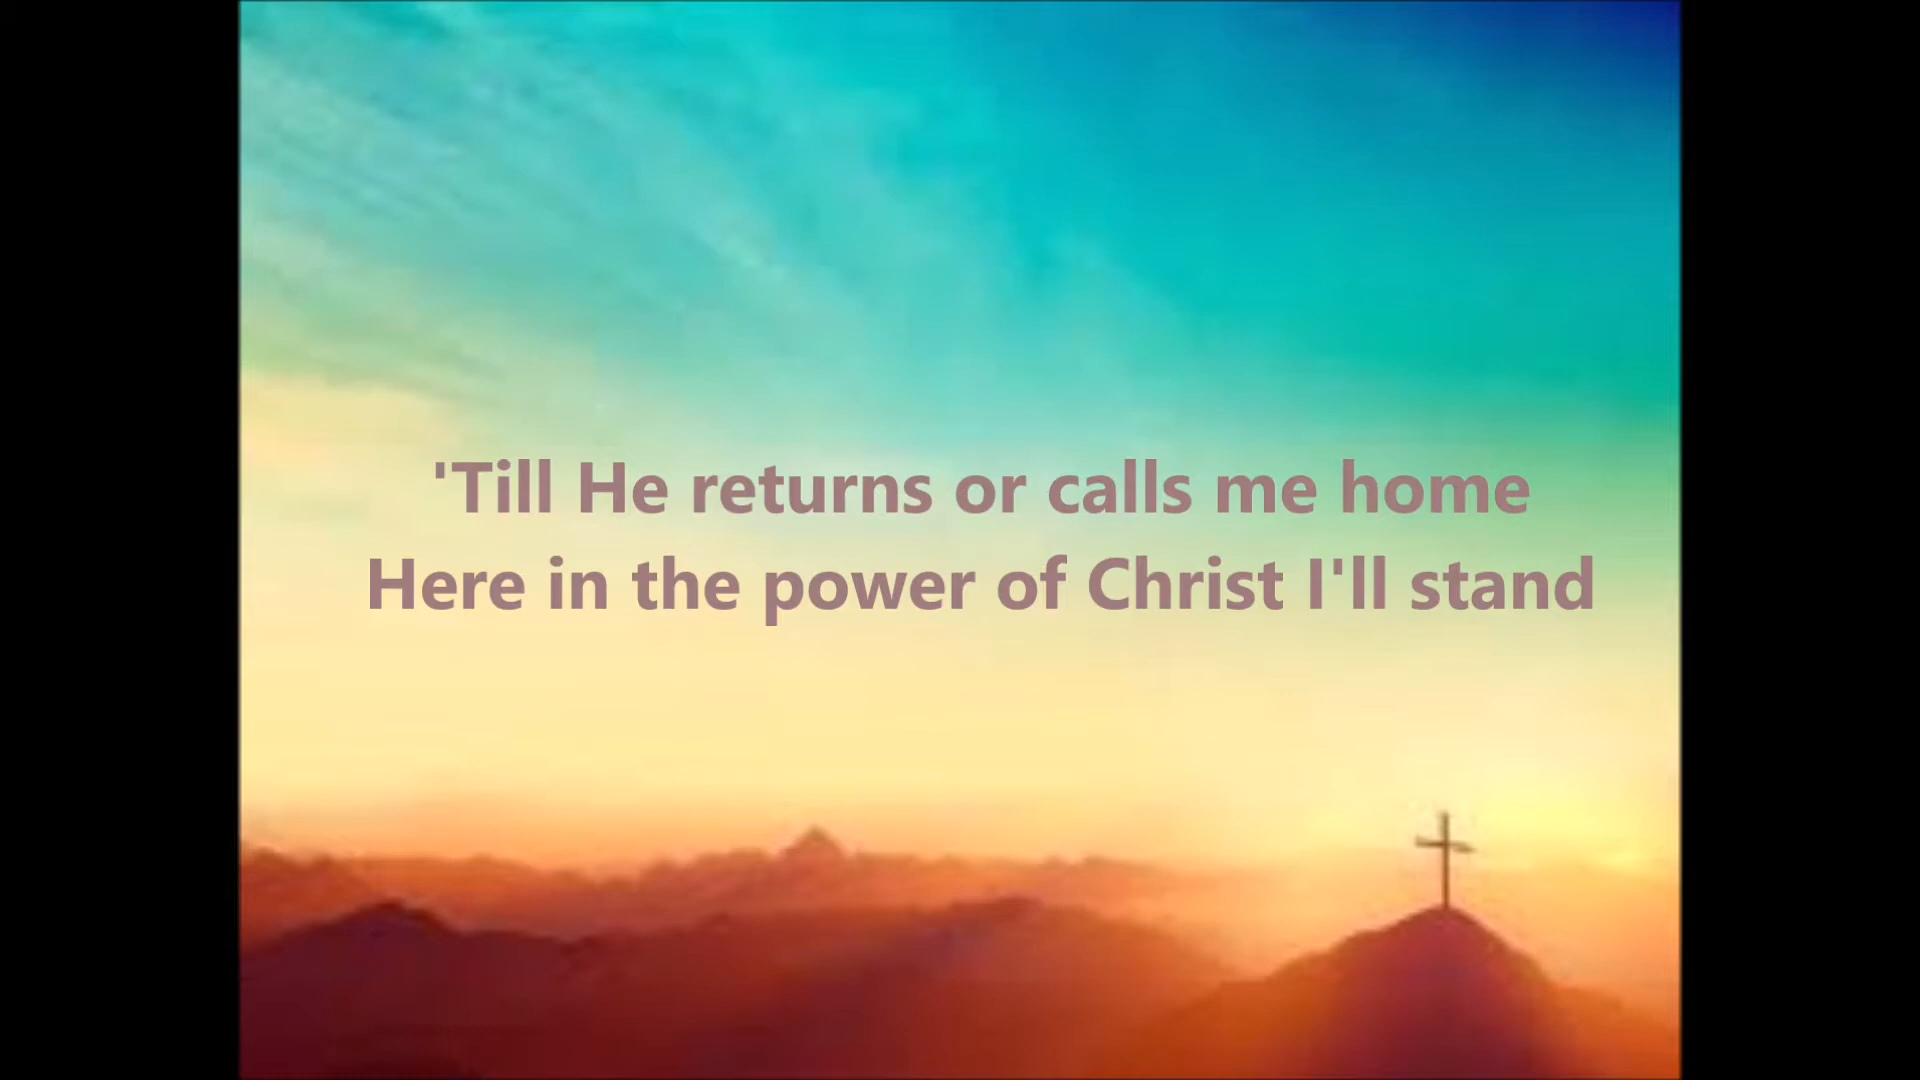 'Till He returns or calls me home
Here in the power of Christ I'll stand